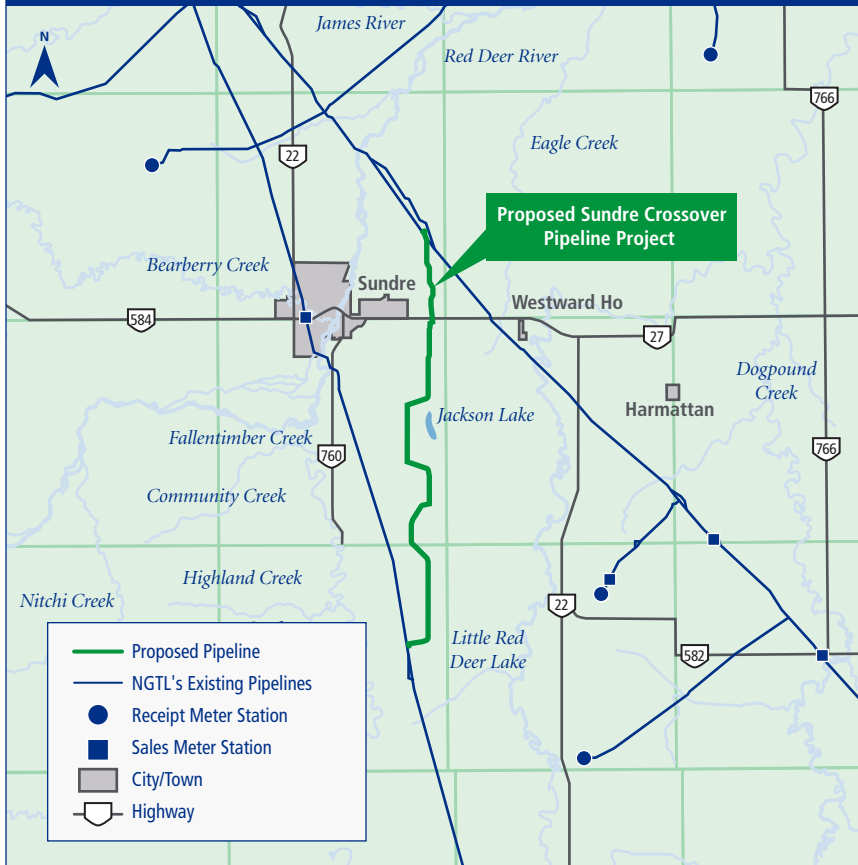 James River
N
Red Deer River
766
Eagle Creek
22
Proposed Sundre Crossover
Pipeline Project
Bearberry Creek
Sundre
Westward Ho
584
27
Dogpound
Creek
Harmattan
Jackson Lake
Fallentimber Creek
760
766
Community Creek
Highland Creek
Nitchi Creek
22
Little Red
Deer Lake
582
Proposed Pipeline
NGTL's Existing Pipelines
Receipt Meter Station
Sales Meter Station
City/Town
Highway